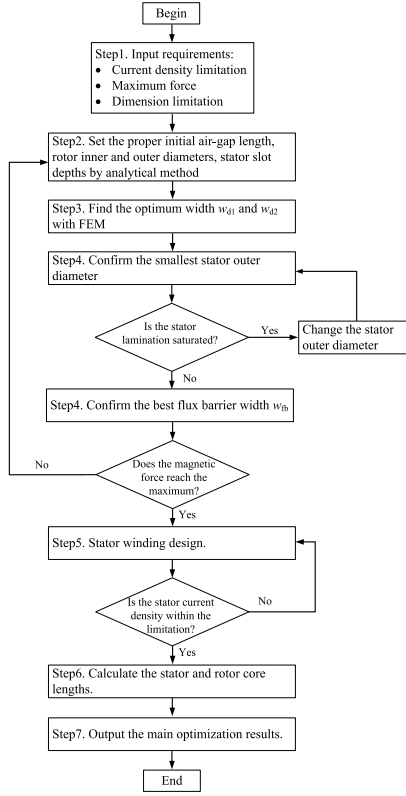 Begin
Step1. Input requirements:
• Current density limitation
• Maximum force
• Dimension limitation
Step2. Set the proper initial air-gap length,
rotor inner and outer diameters, stator slot
depths by analytical method
Step3. Find the optimum width wd1 and wd2
with FEM
Step4. Confirm the smallest stator outer
diameter
Is the stator
lamination saturated?
Yes
Change the stator
outer diameter
No
Step4. Confirm the best flux barrier width wfb
Does the magnetic
force reach the
maximum?
No
Yes
Step5. Stator winding design.
Is the stator current
density within the
limitation?
No
Yes
Step6. Calculate the stator and rotor core
lengths.
Step7. Output the main optimization results.
End